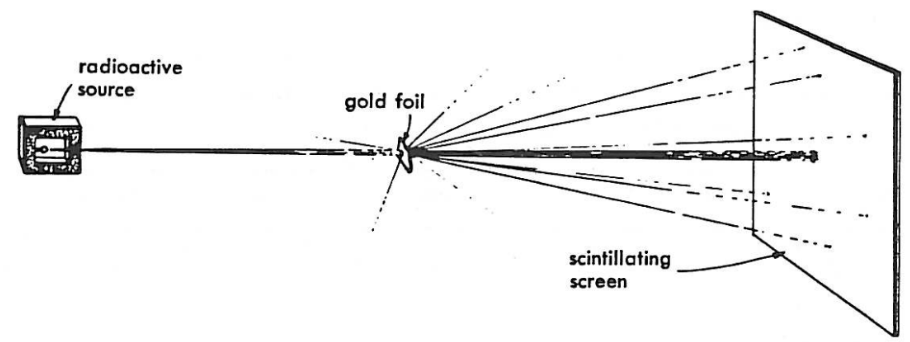 radioactive
source
gold foil
scintillating
screen